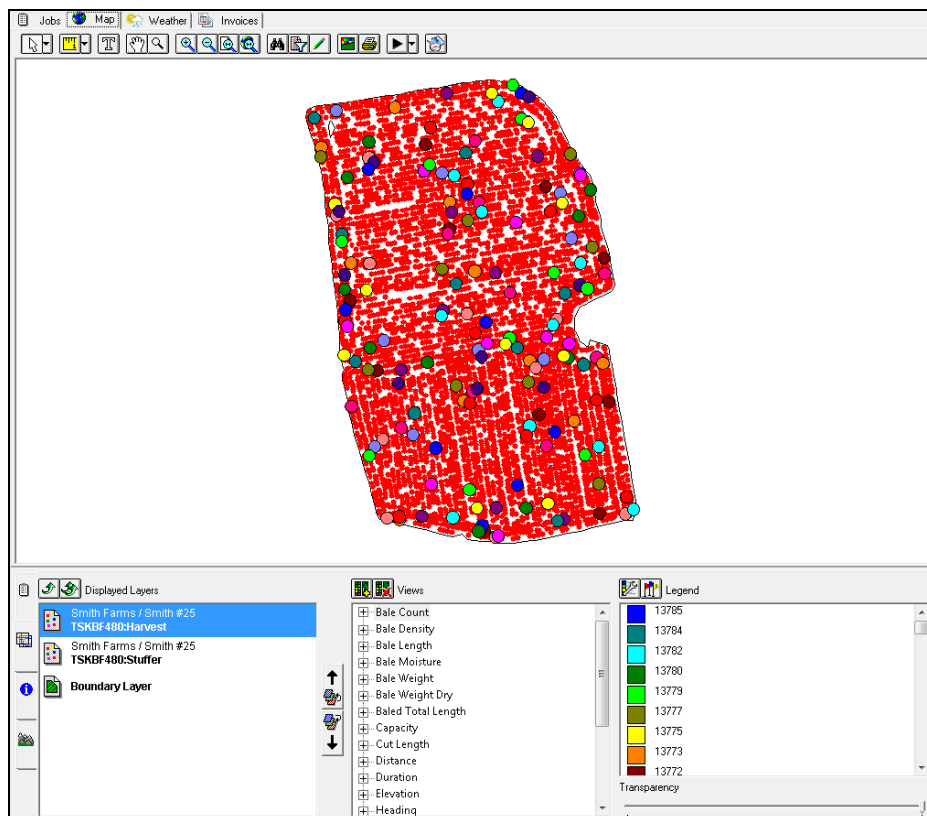 Jobs Map Weather Invoices
T
Displayed Layers
Smith Farms / Smith #25
TSKBF480:Harvest
Smith Farms / Smith #25
TSKBF480:Stuffer
Boundary Layer
Views
Bale Count
Bale Density
Bale Length
Bale Moisture
Bale Weight
Bale Weight Dry
Baled Total Length
Capacity
Cut Length
Distance
Duration
Elevation
Heading
Legend
13785
13784
13782
13780
13779
13777
13775
13773
13772
Transparency